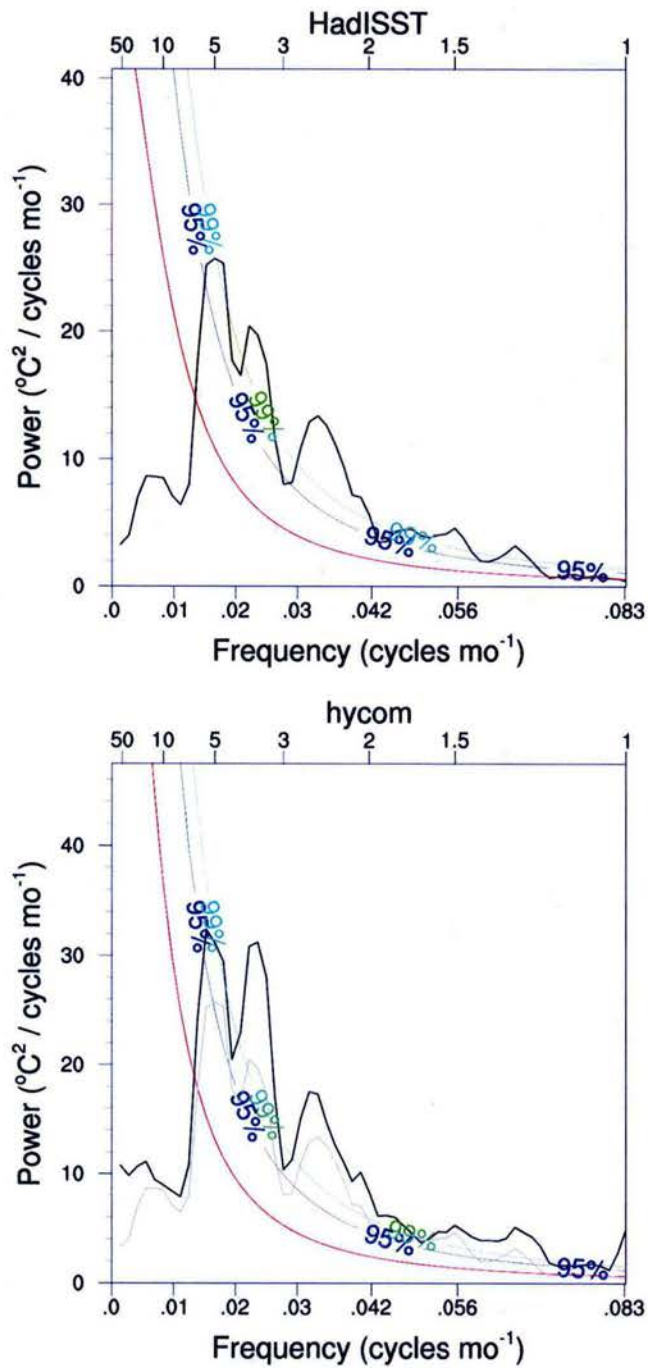 HadISST
50 10 5 3 2 1.5 1
40
30
20
10
0
Power (°C² / cycles mo⁻¹)
95%
99%
95%
99%
95%
99%
95%
.0 .01 .02 .03 .042 .056 .083
Frequency (cycles mo⁻¹)
hycom
50 10 5 3 2 1.5 1
40
30
20
10
0
Power (°C² / cycles mo⁻¹)
95%
99%
95%
99%
95%
99%
95%
.0 .01 .02 .03 .042 .056 .083
Frequency (cycles mo⁻¹)